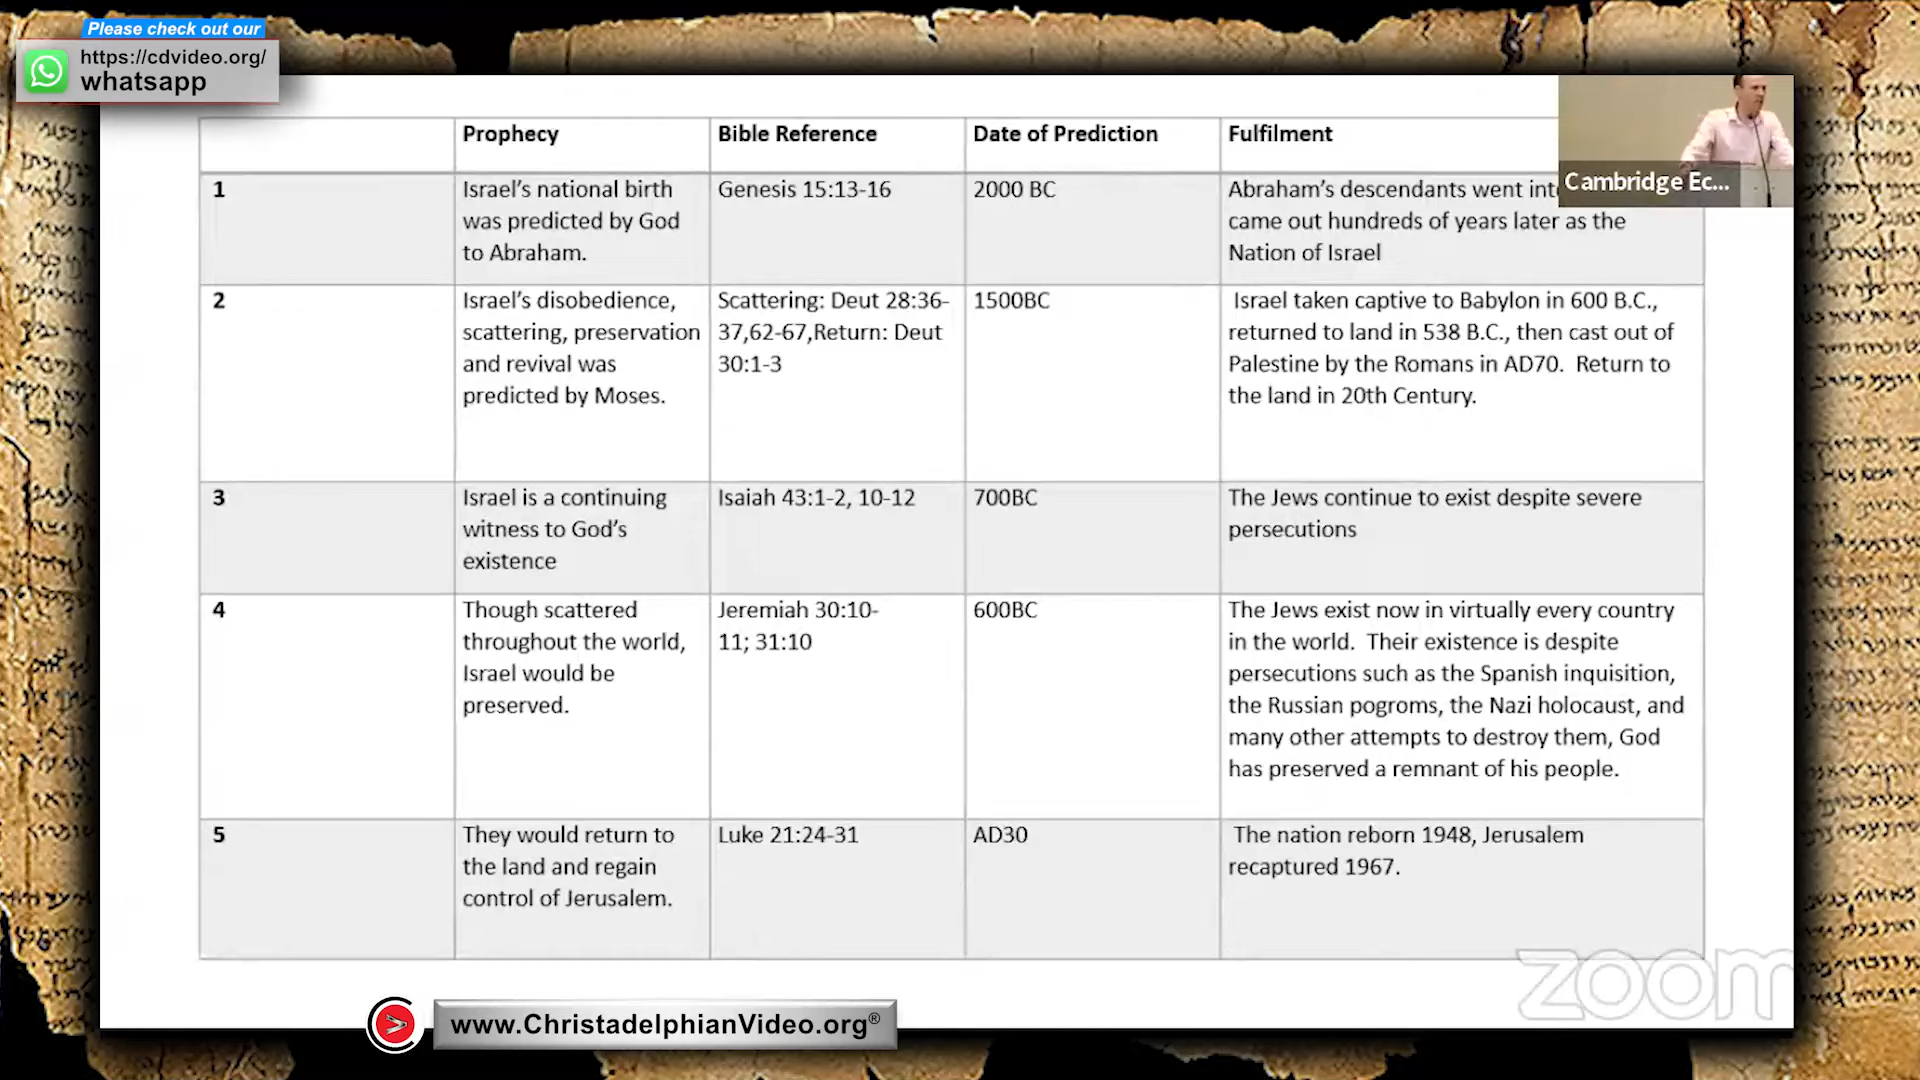 Please check out our
https://cdvideo.org/
whatsapp
Prophecy
Bible Reference
Date of Prediction
Fulfilment
Cambridge Ec...
1
Israel’s national birth
was predicted by God
to Abraham.
Genesis 15:13-16
2000 BC
Abraham’s descendants went int
came out hundreds of years later as the
Nation of Israel
2
Israel’s disobedience,
scattering, preservation
and revival was
predicted by Moses.
Scattering: Deut 28:36-
37,62-67,Return: Deut
30:1-3
1500BC
Israel taken captive to Babylon in 600 B.C.,
returned to land in 538 B.C., then cast out of
Palestine by the Romans in AD70.  Return to
the land in 20th Century.
3
Israel is a continuing
witness to God’s
existence
Isaiah 43:1-2, 10-12
700BC
The Jews continue to exist despite severe
persecutions
4
Though scattered
throughout the world,
Israel would be
preserved.
Jeremiah 30:10-
11; 31:10
600BC
The Jews exist now in virtually every country
in the world.  Their existence is despite
persecutions such as the Spanish inquisition,
the Russian pogroms, the Nazi holocaust, and
many other attempts to destroy them, God
has preserved a remnant of his people.
5
They would return to
the land and regain
control of Jerusalem.
Luke 21:24-31
AD30
The nation reborn 1948, Jerusalem
recaptured 1967.
zoom
www.ChristadelphianVideo.org®